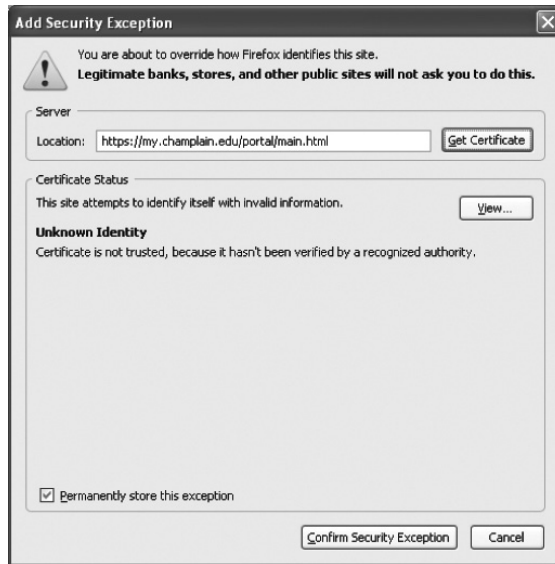 Add Security Exception
You are about to override how Firefox identifies this site.
Legitimate banks, stores, and other public sites will not ask you to do this.
Server
Location: https://my.champlain.edu/portal/main.html Get Certificate
Certificate Status
This site attempts to identify itself with invalid information. View...
Unknown Identity
Certificate is not trusted, because it hasn't been verified by a recognized authority.
Permanently store this exception
Confirm Security Exception Cancel